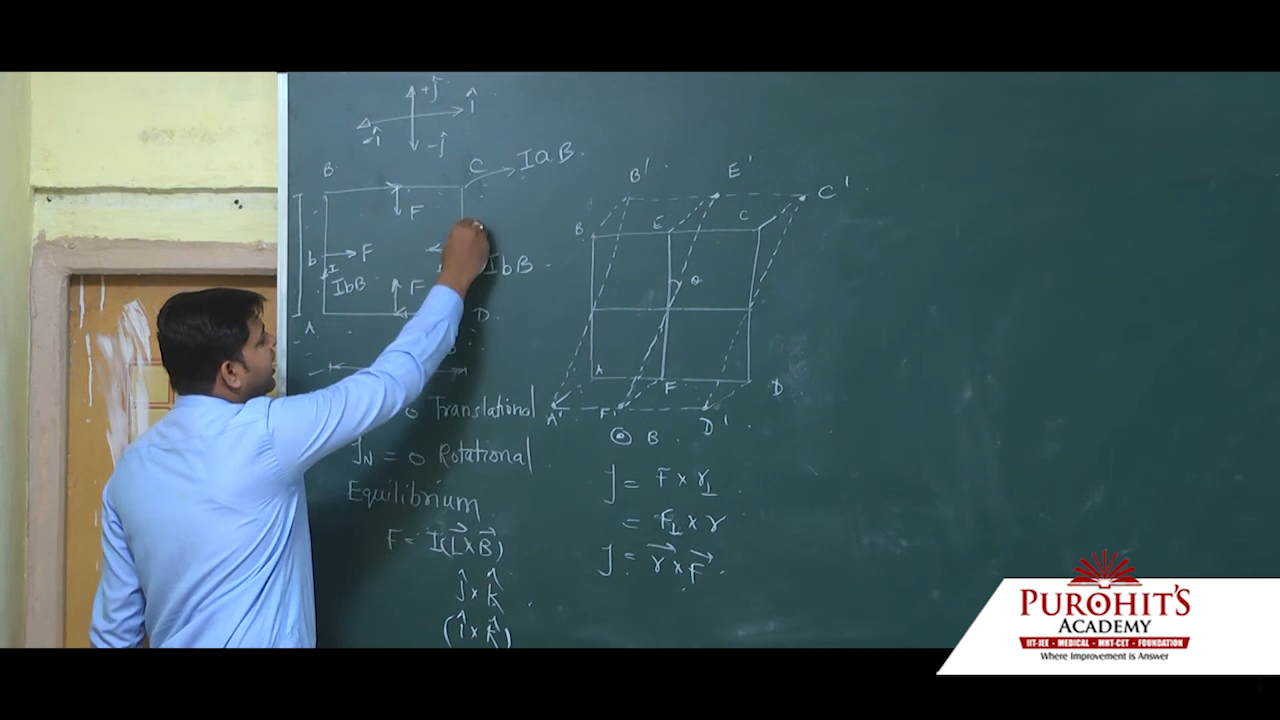 +ĵ
î
-î
-ĵ
B
C
IaB
F
b
F
I
IbB
IbB
F
A
D
0 Translational
τN = 0 Rotational
Equilibrium
F = I(L⃗ × B⃗)
ĵ × k̂
(î × k̂)
B'
E'
C'
B
E
C
θ
A
F
D
A'
F'
D'
⊙ B
τ = F × r⊥
= F⊥ × r
τ = r⃗ × F⃗
PUROHIT'S
ACADEMY
IIT-JEE - MEDICAL - MHT-CET - FOUNDATION
Where Improvement is Answer